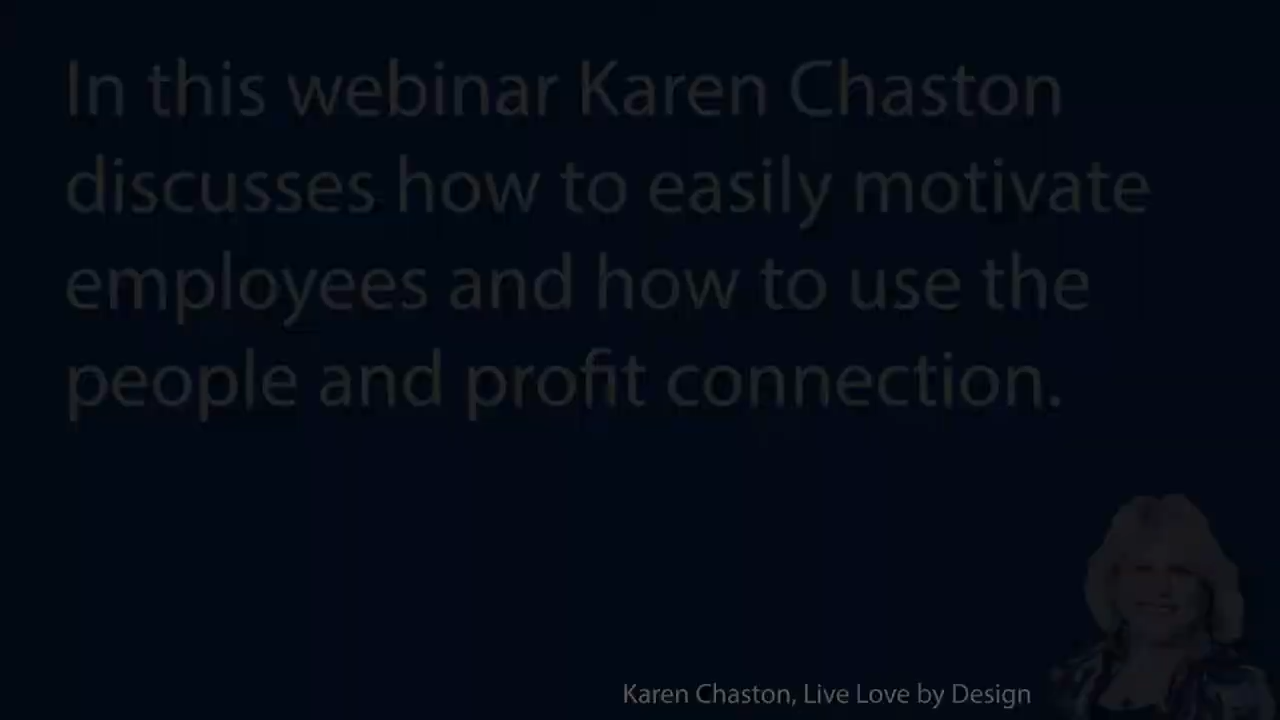 In this webinar Karen Chaston
discusses how to easily motivate
employees and how to use the
people and profit connection.
Karen Chaston, Live Love by Design